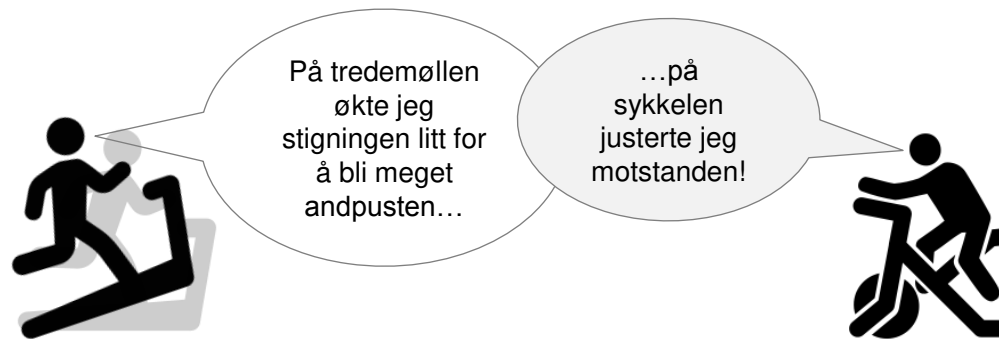 På tredemøllen
økte jeg
stigningen litt for
å bli meget
andpusten…
…på
sykkelen
justerte jeg
motstanden!